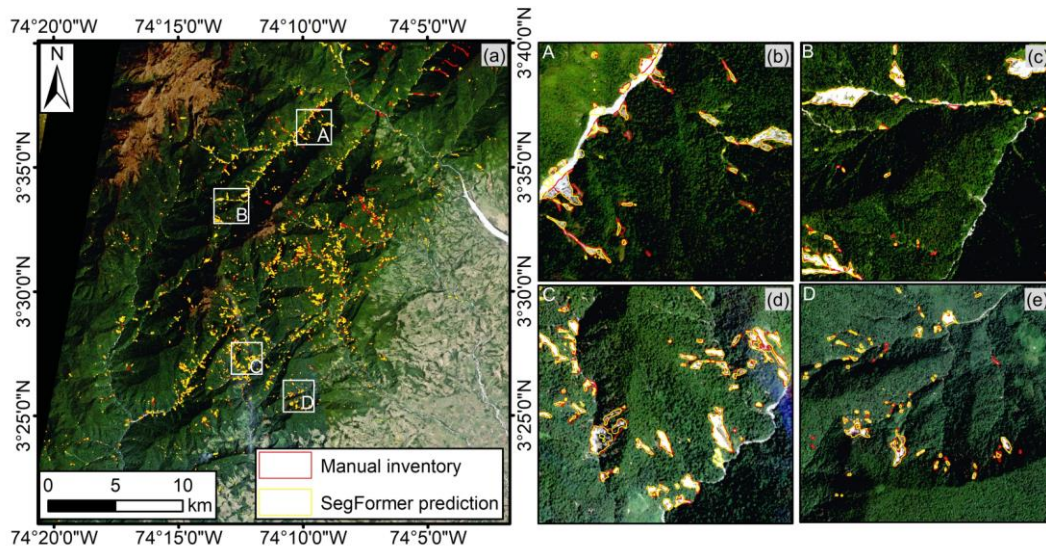 74°20'0"W 74°15'0"W 74°10'0"W 74°5'0"W
N
(a)
A
B
C
D
3°40'0"N
3°35'0"N
3°30'0"N
3°25'0"N
3°35'0"N
3°30'0"N
3°25'0"N
Manual inventory
SegFormer prediction
0 5 10
km
74°20'0"W 74°15'0"W 74°10'0"W 74°5'0"W
A (b)
B (c)
C (d)
D (e)